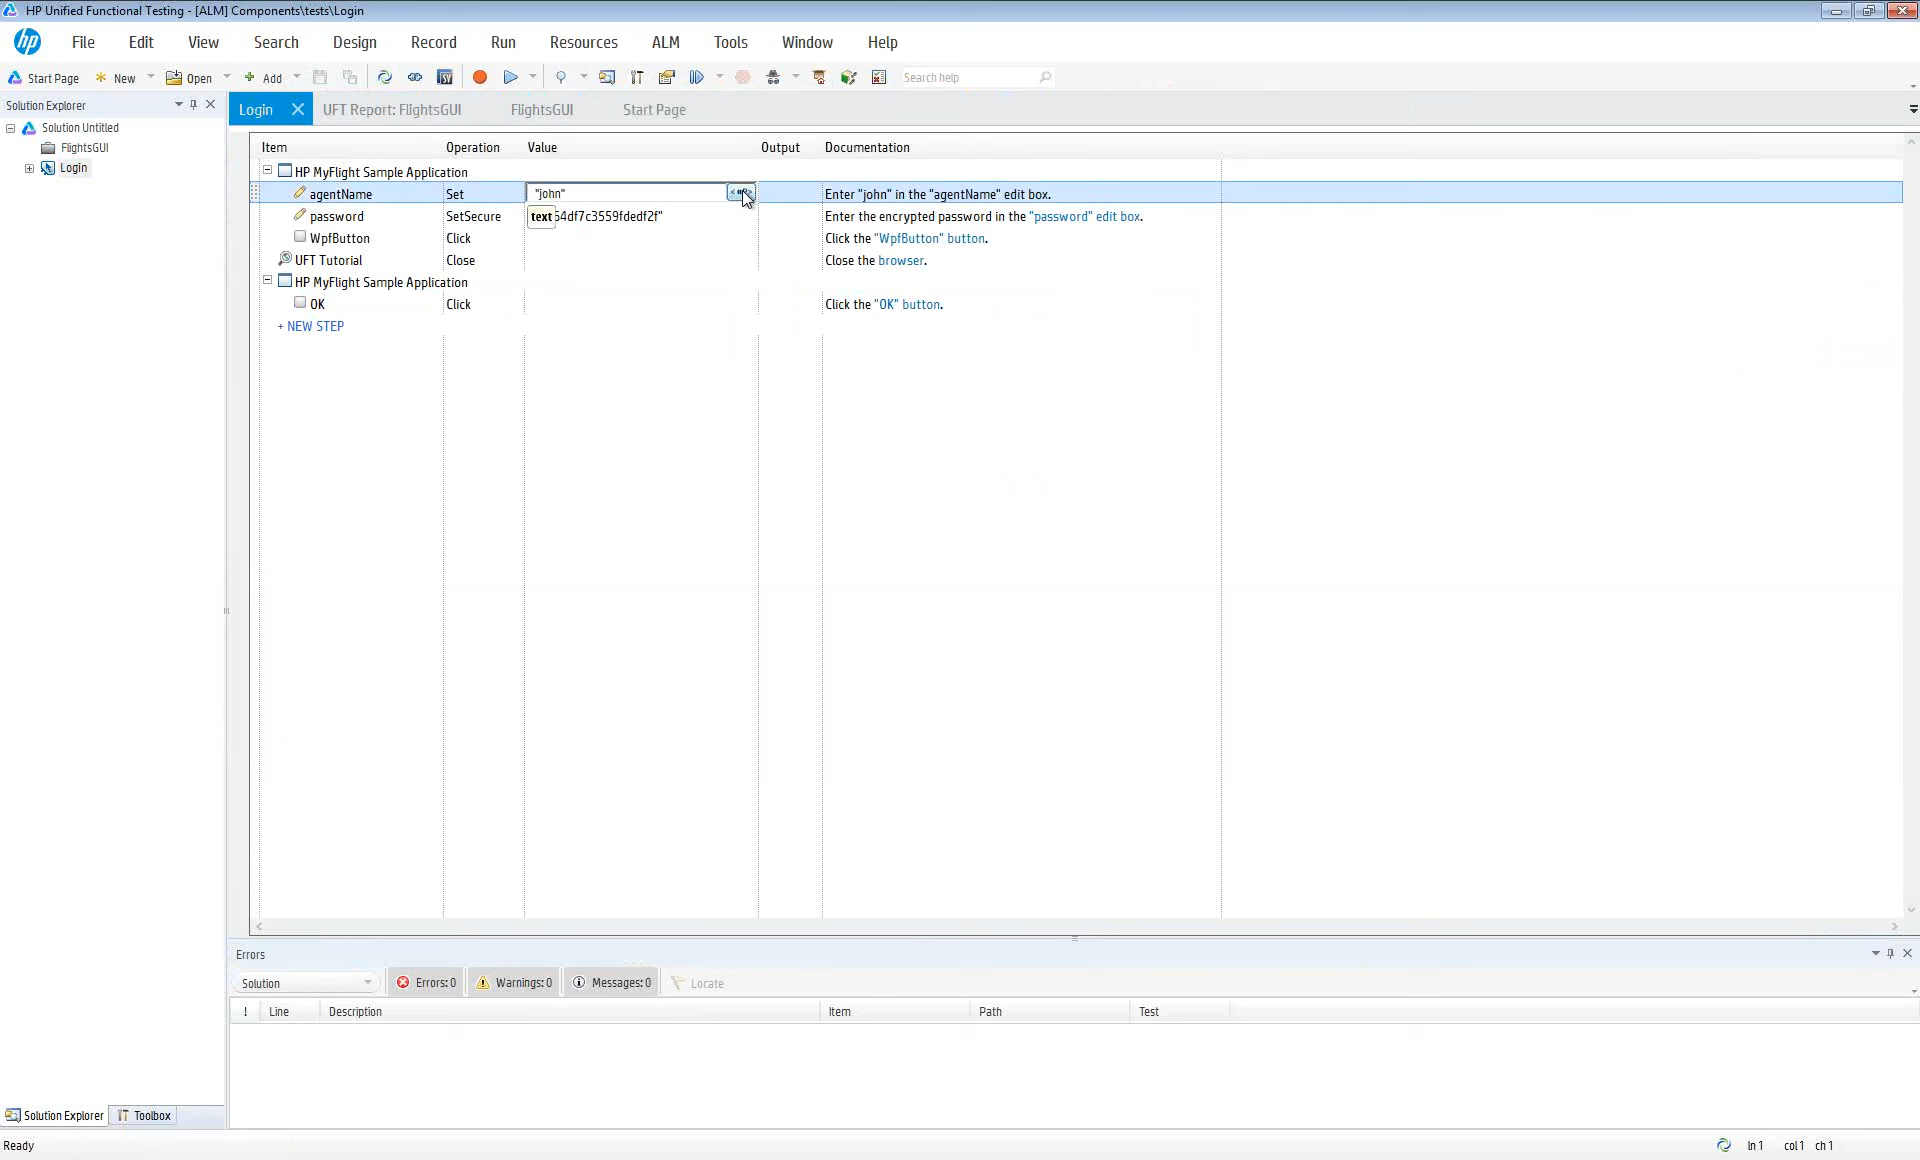 HP Unified Functional Testing - [ALM] Components\tests\Login
hp File Edit View Search Design Record Run Resources ALM Tools Window Help
Start Page New Open Add SV Search help
Solution Explorer
Login UFT Report: FlightsGUI FlightsGUI Start Page
Solution Untitled
FlightsGUI
Login
Item Operation Value Output Documentation
HP MyFlight Sample Application
agentName Set "john" Enter "john" in the "agentName" edit box.
password SetSecure text 54df7c3559fdedf2f" Enter the encrypted password in the "password" edit box.
WpfButton Click Click the "WpfButton" button.
UFT Tutorial Close Close the browser.
HP MyFlight Sample Application
OK Click Click the "OK" button.
+ NEW STEP
Errors
Solution Errors: 0 Warnings: 0 Messages: 0 Locate
! Line Description Item Path Test
Solution Explorer Toolbox
Ready ln 1 col 1 ch 1